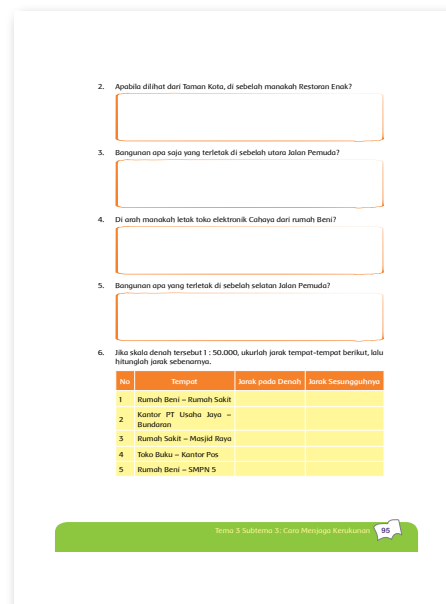 2. Apabila dilihat dari Taman Kota, di sebelah manakah Restoran Enak?
3. Bangunan apa saja yang terletak di sebelah utara Jalan Pemuda?
4. Di arah manakah letak toko elektronik Cahaya dari rumah Beni?
5. Bangunan apa yang terletak di sebelah selatan Jalan Pemuda?
6. Jika skala denah tersebut 1 : 50.000, ukurlah jarak tempat-tempat berikut, lalu
hitunglah jarak sebenarnya.
No Tempat Jarak pada Denah Jarak Sesungguhnya
1 Rumah Beni – Rumah Sakit
2 Kantor PT Usaha Jaya –
Bundaran
3 Rumah Sakit – Masjid Raya
4 Toko Buku – Kantor Pos
5 Rumah Beni – SMPN 5
Tema 3 Subtema 3: Cara Menjaga Kerukunan 95